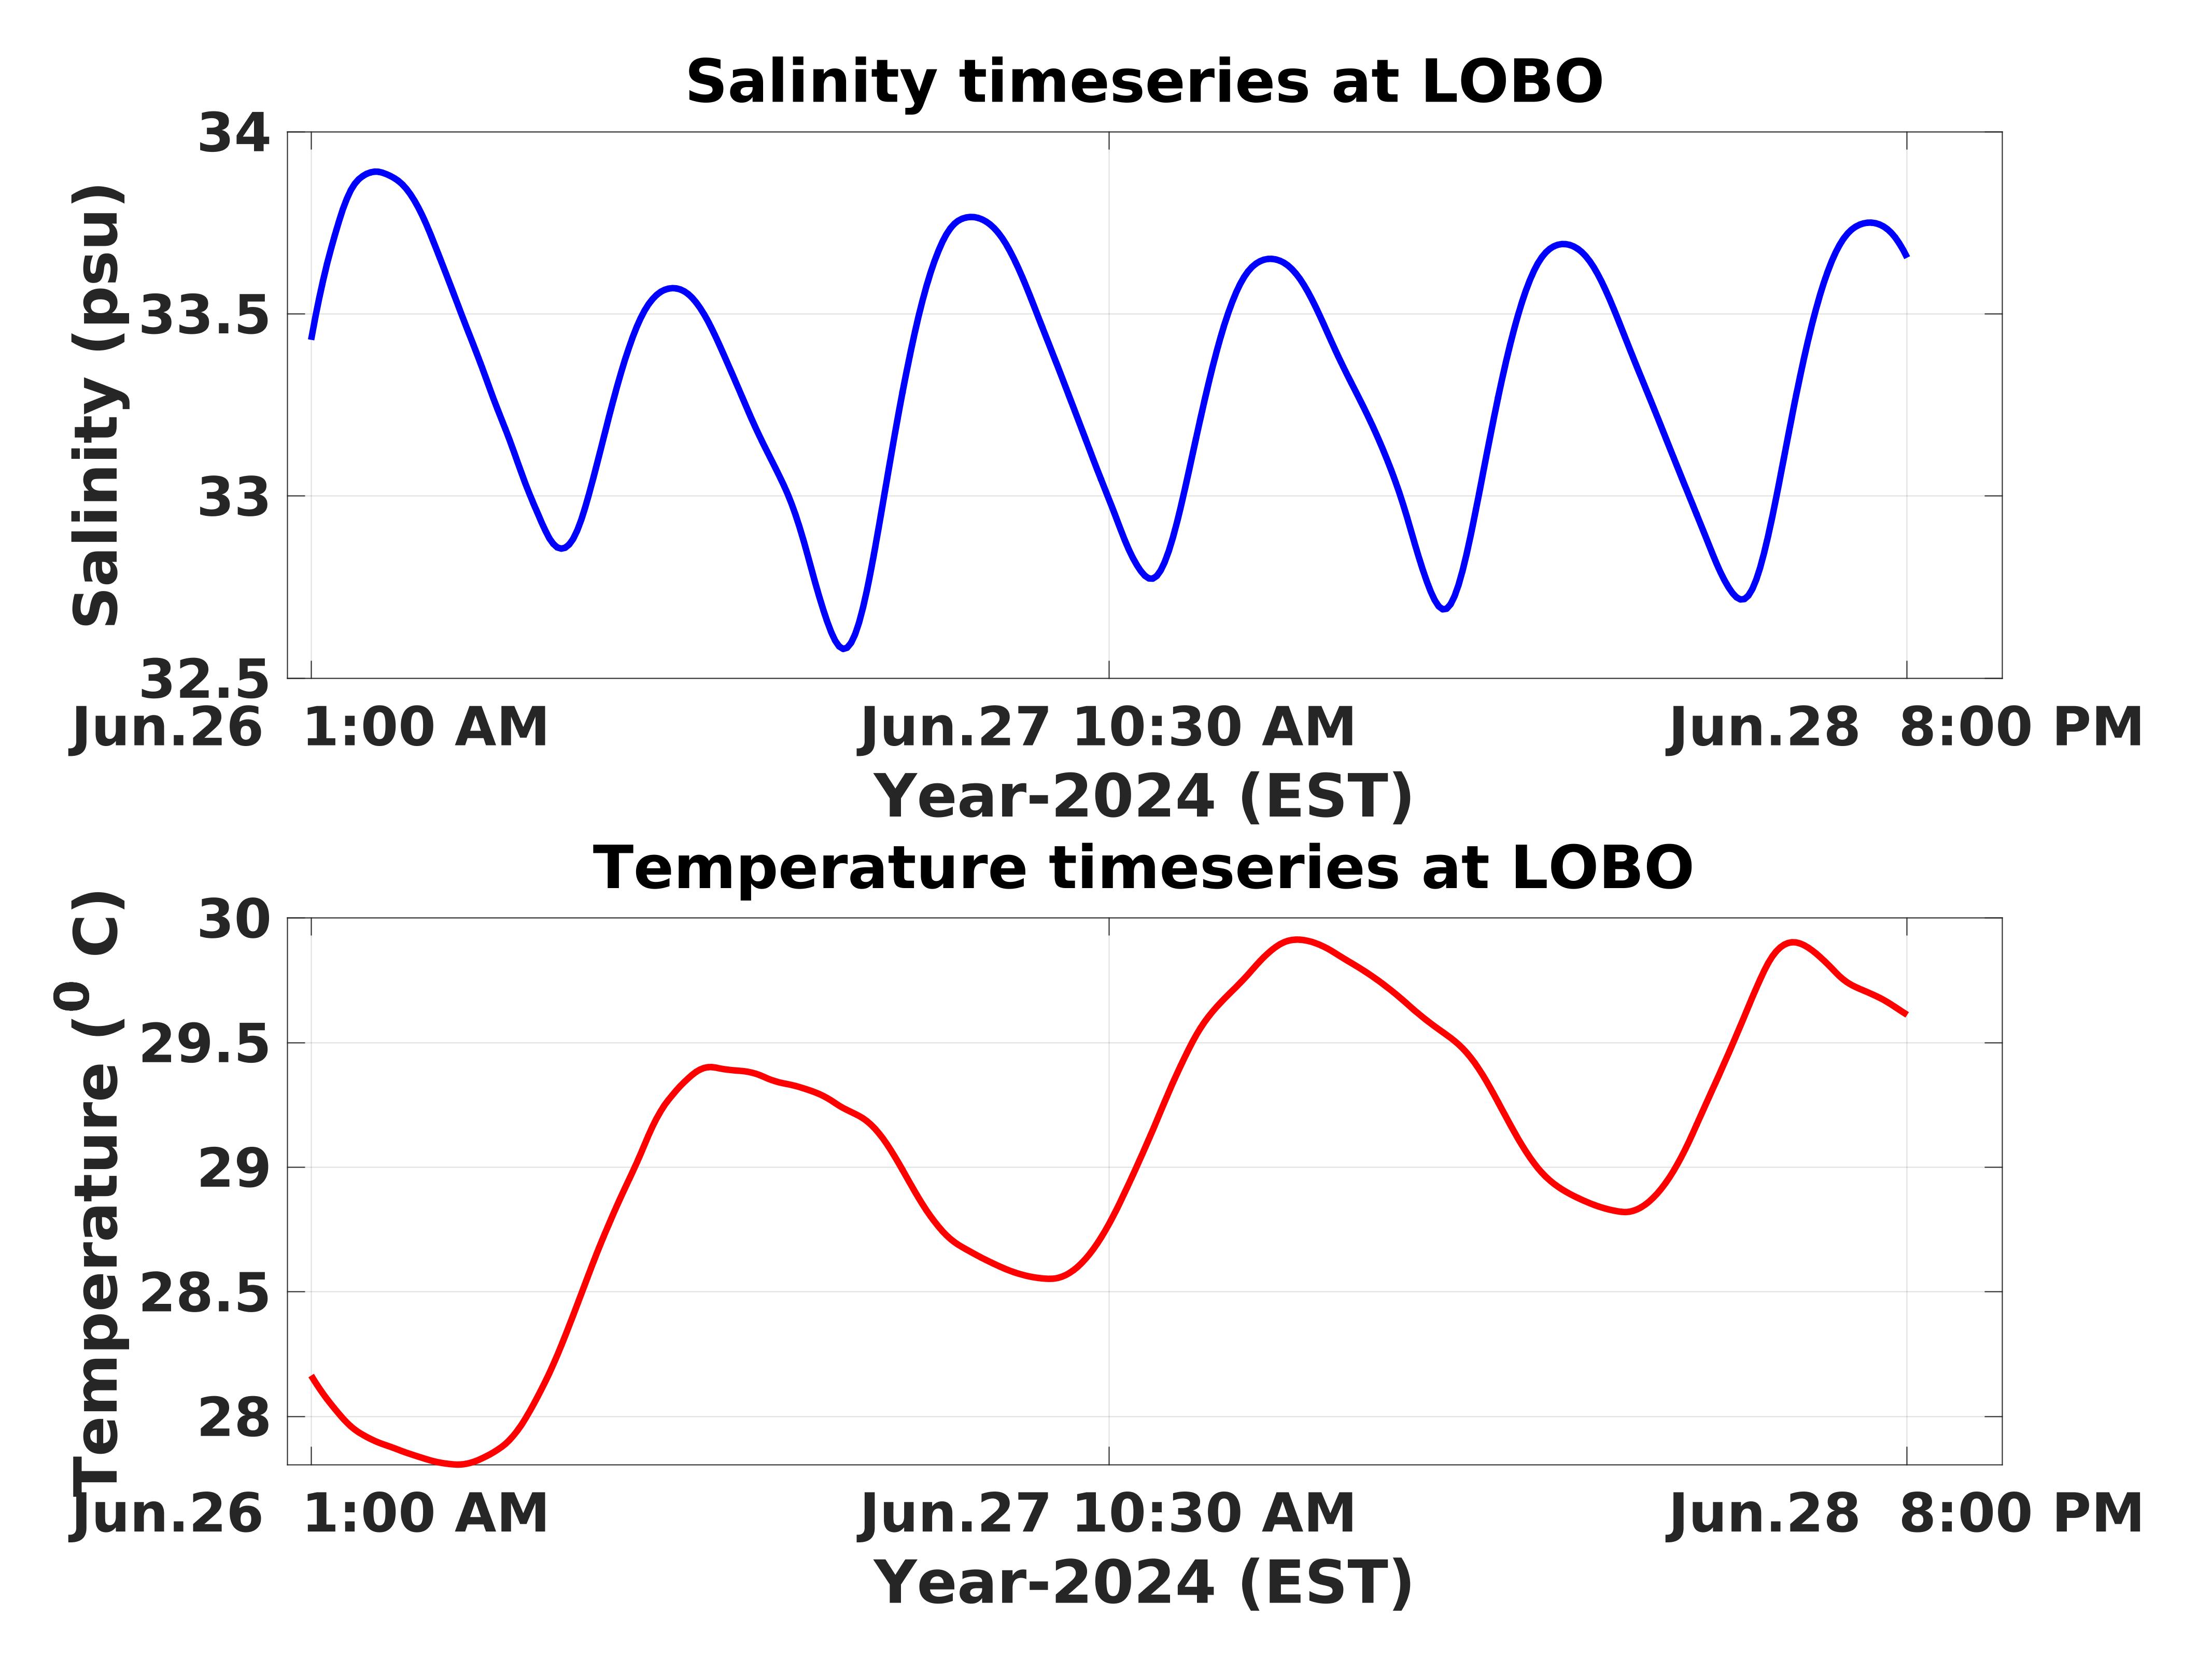 Salinity timeseries at LOBO
Salinity (psu)
34
33.5
33
32.5
Jun.26  1:00 AM
Jun.27 10:30 AM
Jun.28  8:00 PM
Year-2024 (EST)
Temperature timeseries at LOBO
Temperature (⁰ C)
30
29.5
29
28.5
28
Jun.26  1:00 AM
Jun.27 10:30 AM
Jun.28  8:00 PM
Year-2024 (EST)